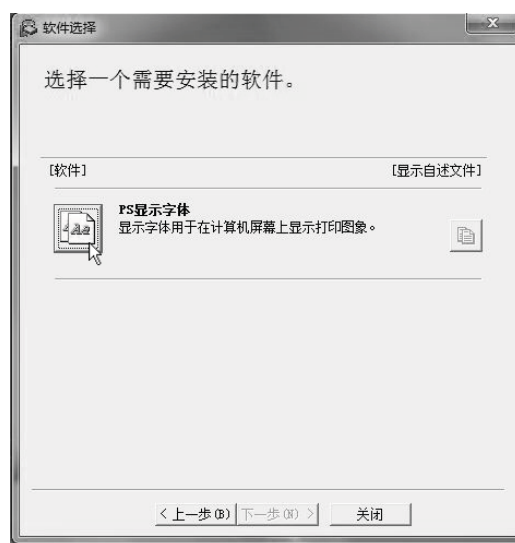 软件选择
选择一个需要安装的软件。
[软件] [显示自述文件]
PS显示字体
显示字体用于在计算机屏幕上显示打印图象。
< 上一步(B) 下一步(N) > 关闭